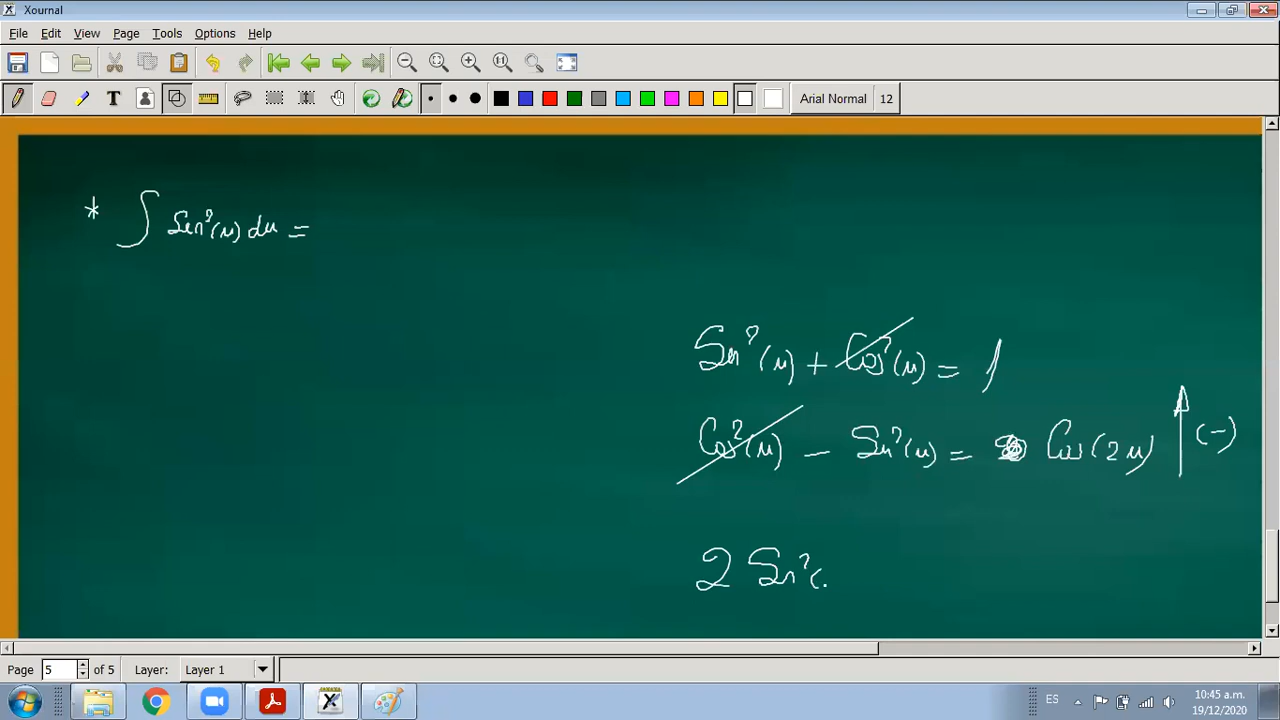 Xournal
File Edit View Page Tools Options Help
Arial Normal 12
* ∫ Sen²(u) du =
Sen²(u) + Cos²(u) = 1
Cos²(u) - Sen²(u) = Cos(2u) (-)
2 Sen²(
Page 5 of 5 Layer: Layer 1
ES 10:45 a.m.
19/12/2020